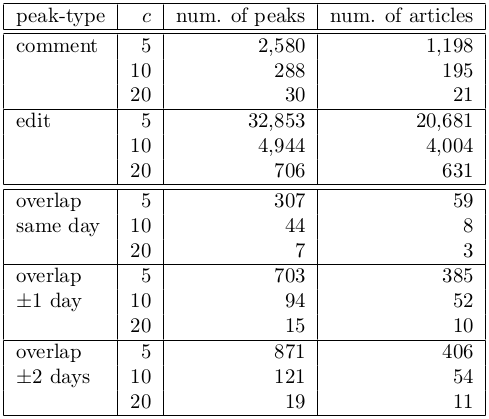 peak-type c num. of peaks num. of articles
comment 5 2,580 1,198
10 288 195
20 30 21
edit 5 32,853 20,681
10 4,944 4,004
20 706 631
overlap 5 307 59
same day 10 44 8
20 7 3
overlap 5 703 385
±1 day 10 94 52
20 15 10
overlap 5 871 406
±2 days 10 121 54
20 19 11